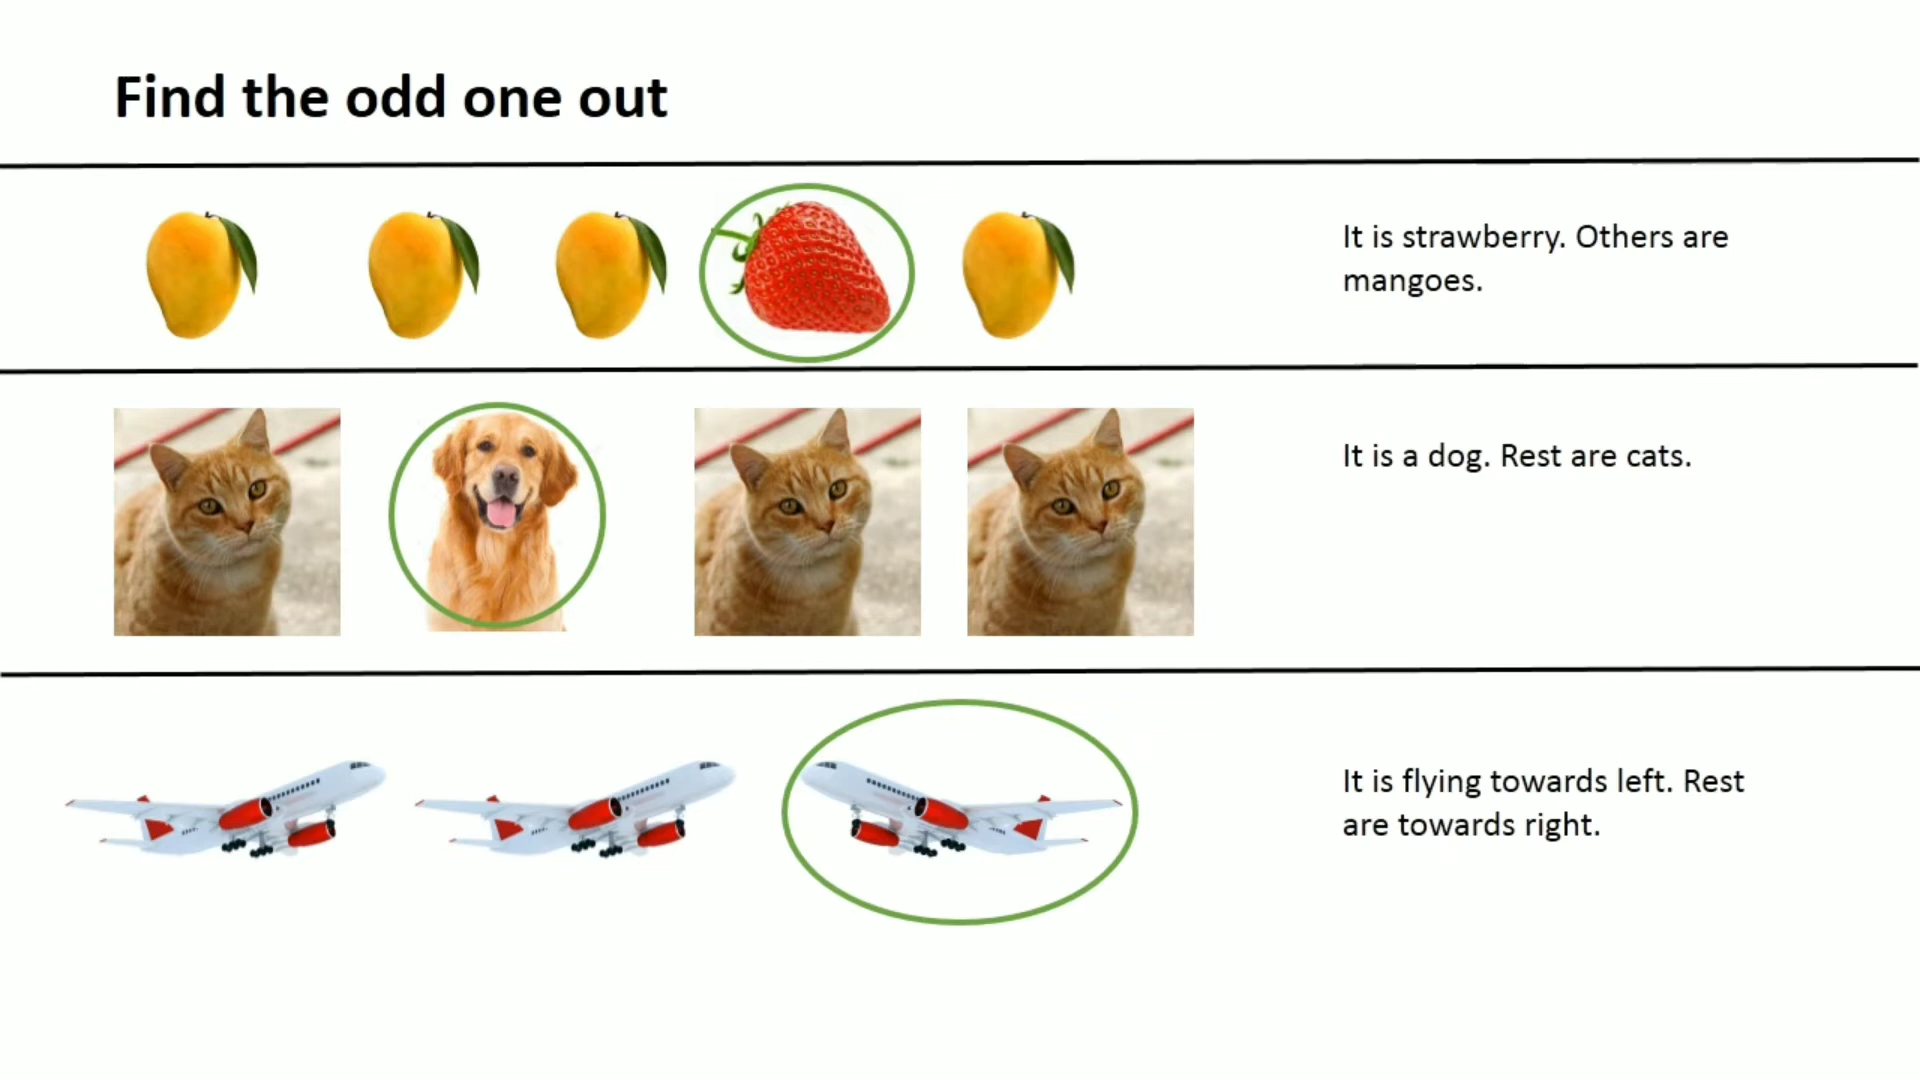 Find the odd one out
It is strawberry. Others are
mangoes.
It is a dog. Rest are cats.
It is flying towards left. Rest
are towards right.